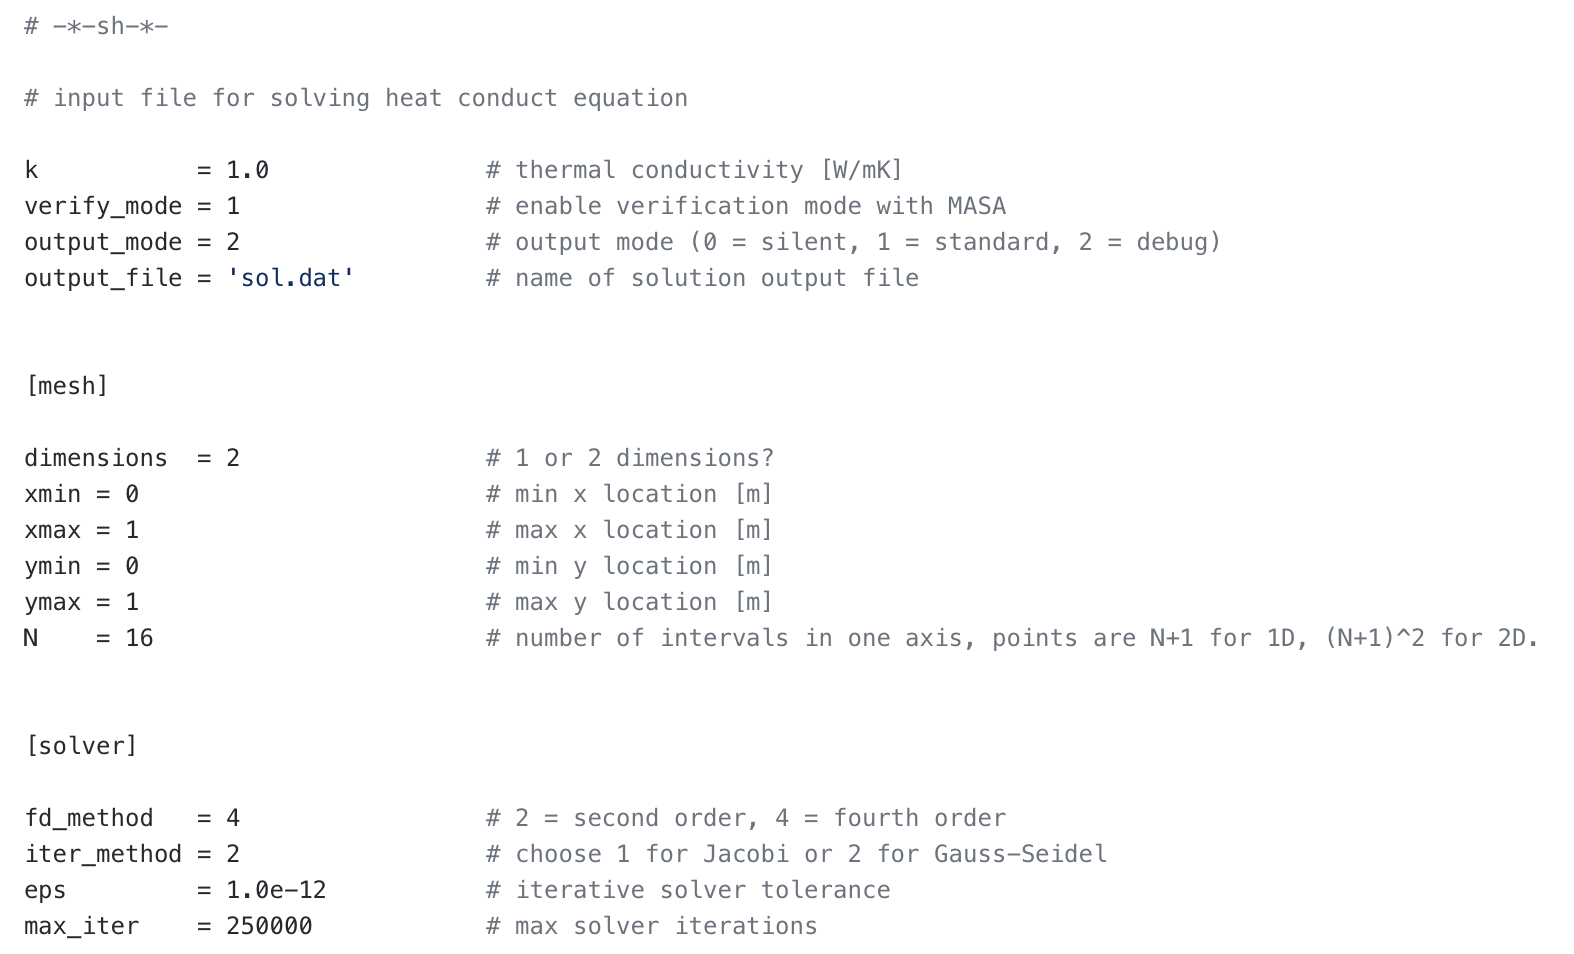 # -*-sh-*-
# input file for solving heat conduct equation
k           = 1.0               # thermal conductivity [W/mK]
verify_mode = 1                 # enable verification mode with MASA
output_mode = 2                 # output mode (0 = silent, 1 = standard, 2 = debug)
output_file = 'sol.dat'         # name of solution output file
[mesh]
dimensions  = 2                 # 1 or 2 dimensions?
xmin = 0                        # min x location [m]
xmax = 1                        # max x location [m]
ymin = 0                        # min y location [m]
ymax = 1                        # max y location [m]
N    = 16                       # number of intervals in one axis, points are N+1 for 1D, (N+1)^2 for 2D.
[solver]
fd_method   = 4                 # 2 = second order, 4 = fourth order
iter_method = 2                 # choose 1 for Jacobi or 2 for Gauss-Seidel
eps         = 1.0e-12           # iterative solver tolerance
max_iter    = 250000            # max solver iterations